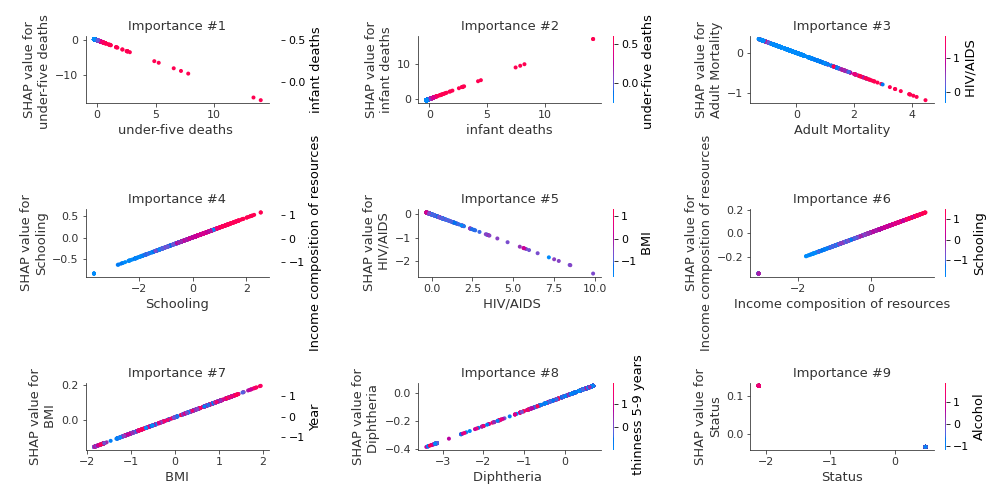 Importance #1
SHAP value for
under-five deaths
0
−10
0
5
10
under-five deaths
0.5
0.0
infant deaths
Importance #2
SHAP value for
infant deaths
10
0
0
5
10
infant deaths
0.5
0.0
under-five deaths
Importance #3
SHAP value for
Adult Mortality
0
−1
0
2
4
Adult Mortality
1
0
HIV/AIDS
Importance #4
SHAP value for
Schooling
0.5
0.0
−0.5
−2
0
2
Schooling
1
0
−1
Income composition of resources
Importance #5
SHAP value for
HIV/AIDS
0
−1
−2
0.0
2.5
5.0
7.5
10.0
HIV/AIDS
1
0
−1
BMI
Importance #6
SHAP value for
Income composition of resources
0.2
0.0
−0.2
−2
0
Income composition of resources
1
0
−1
Schooling
Importance #7
SHAP value for
BMI
0.2
0.0
−2
−1
0
1
2
BMI
1
0
−1
Year
Importance #8
SHAP value for
Diphtheria
0.0
−0.2
−0.4
−3
−2
−1
0
Diphtheria
1
0
thinness 5-9 years
Importance #9
SHAP value for
Status
0.1
0.0
−2
−1
0
Status
1
0
−1
Alcohol